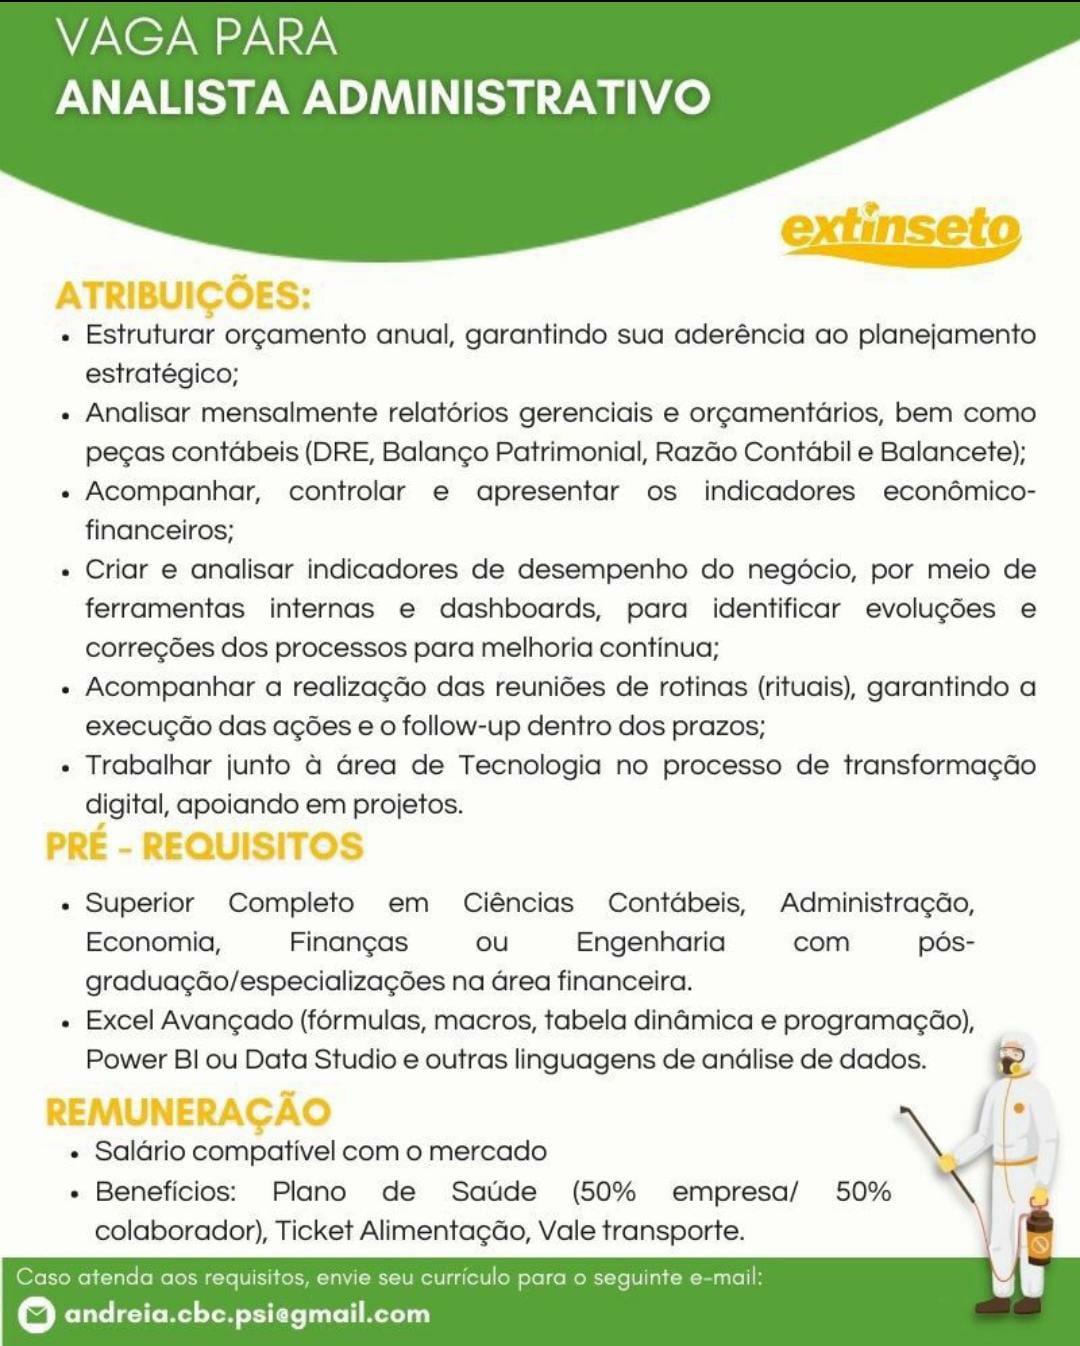 VAGA PARA
ANALISTA ADMINISTRATIVO
extinseto
ATRIBUIÇÕES:
• Estruturar orçamento anual, garantindo sua aderência ao planejamento
estratégico;
• Analisar mensalmente relatórios gerenciais e orçamentários, bem como
peças contábeis (DRE, Balanço Patrimonial, Razão Contábil e Balancete);
• Acompanhar, controlar e apresentar os indicadores econômico-
financeiros;
• Criar e analisar indicadores de desempenho do negócio, por meio de
ferramentas internas e dashboards, para identificar evoluções e
correções dos processos para melhoria contínua;
• Acompanhar a realização das reuniões de rotinas (rituais), garantindo a
execução das ações e o follow-up dentro dos prazos;
• Trabalhar junto à área de Tecnologia no processo de transformação
digital, apoiando em projetos.
PRÉ - REQUISITOS
• Superior Completo em Ciências Contábeis, Administração,
Economia, Finanças ou Engenharia com pós-
graduação/especializações na área financeira.
• Excel Avançado (fórmulas, macros, tabela dinâmica e programação),
Power BI ou Data Studio e outras linguagens de análise de dados.
REMUNERAÇÃO
• Salário compatível com o mercado
• Benefícios: Plano de Saúde (50% empresa/ 50%
colaborador), Ticket Alimentação, Vale transporte.
Caso atenda aos requisitos, envie seu currículo para o seguinte e-mail:
andreia.cbc.psi@gmail.com